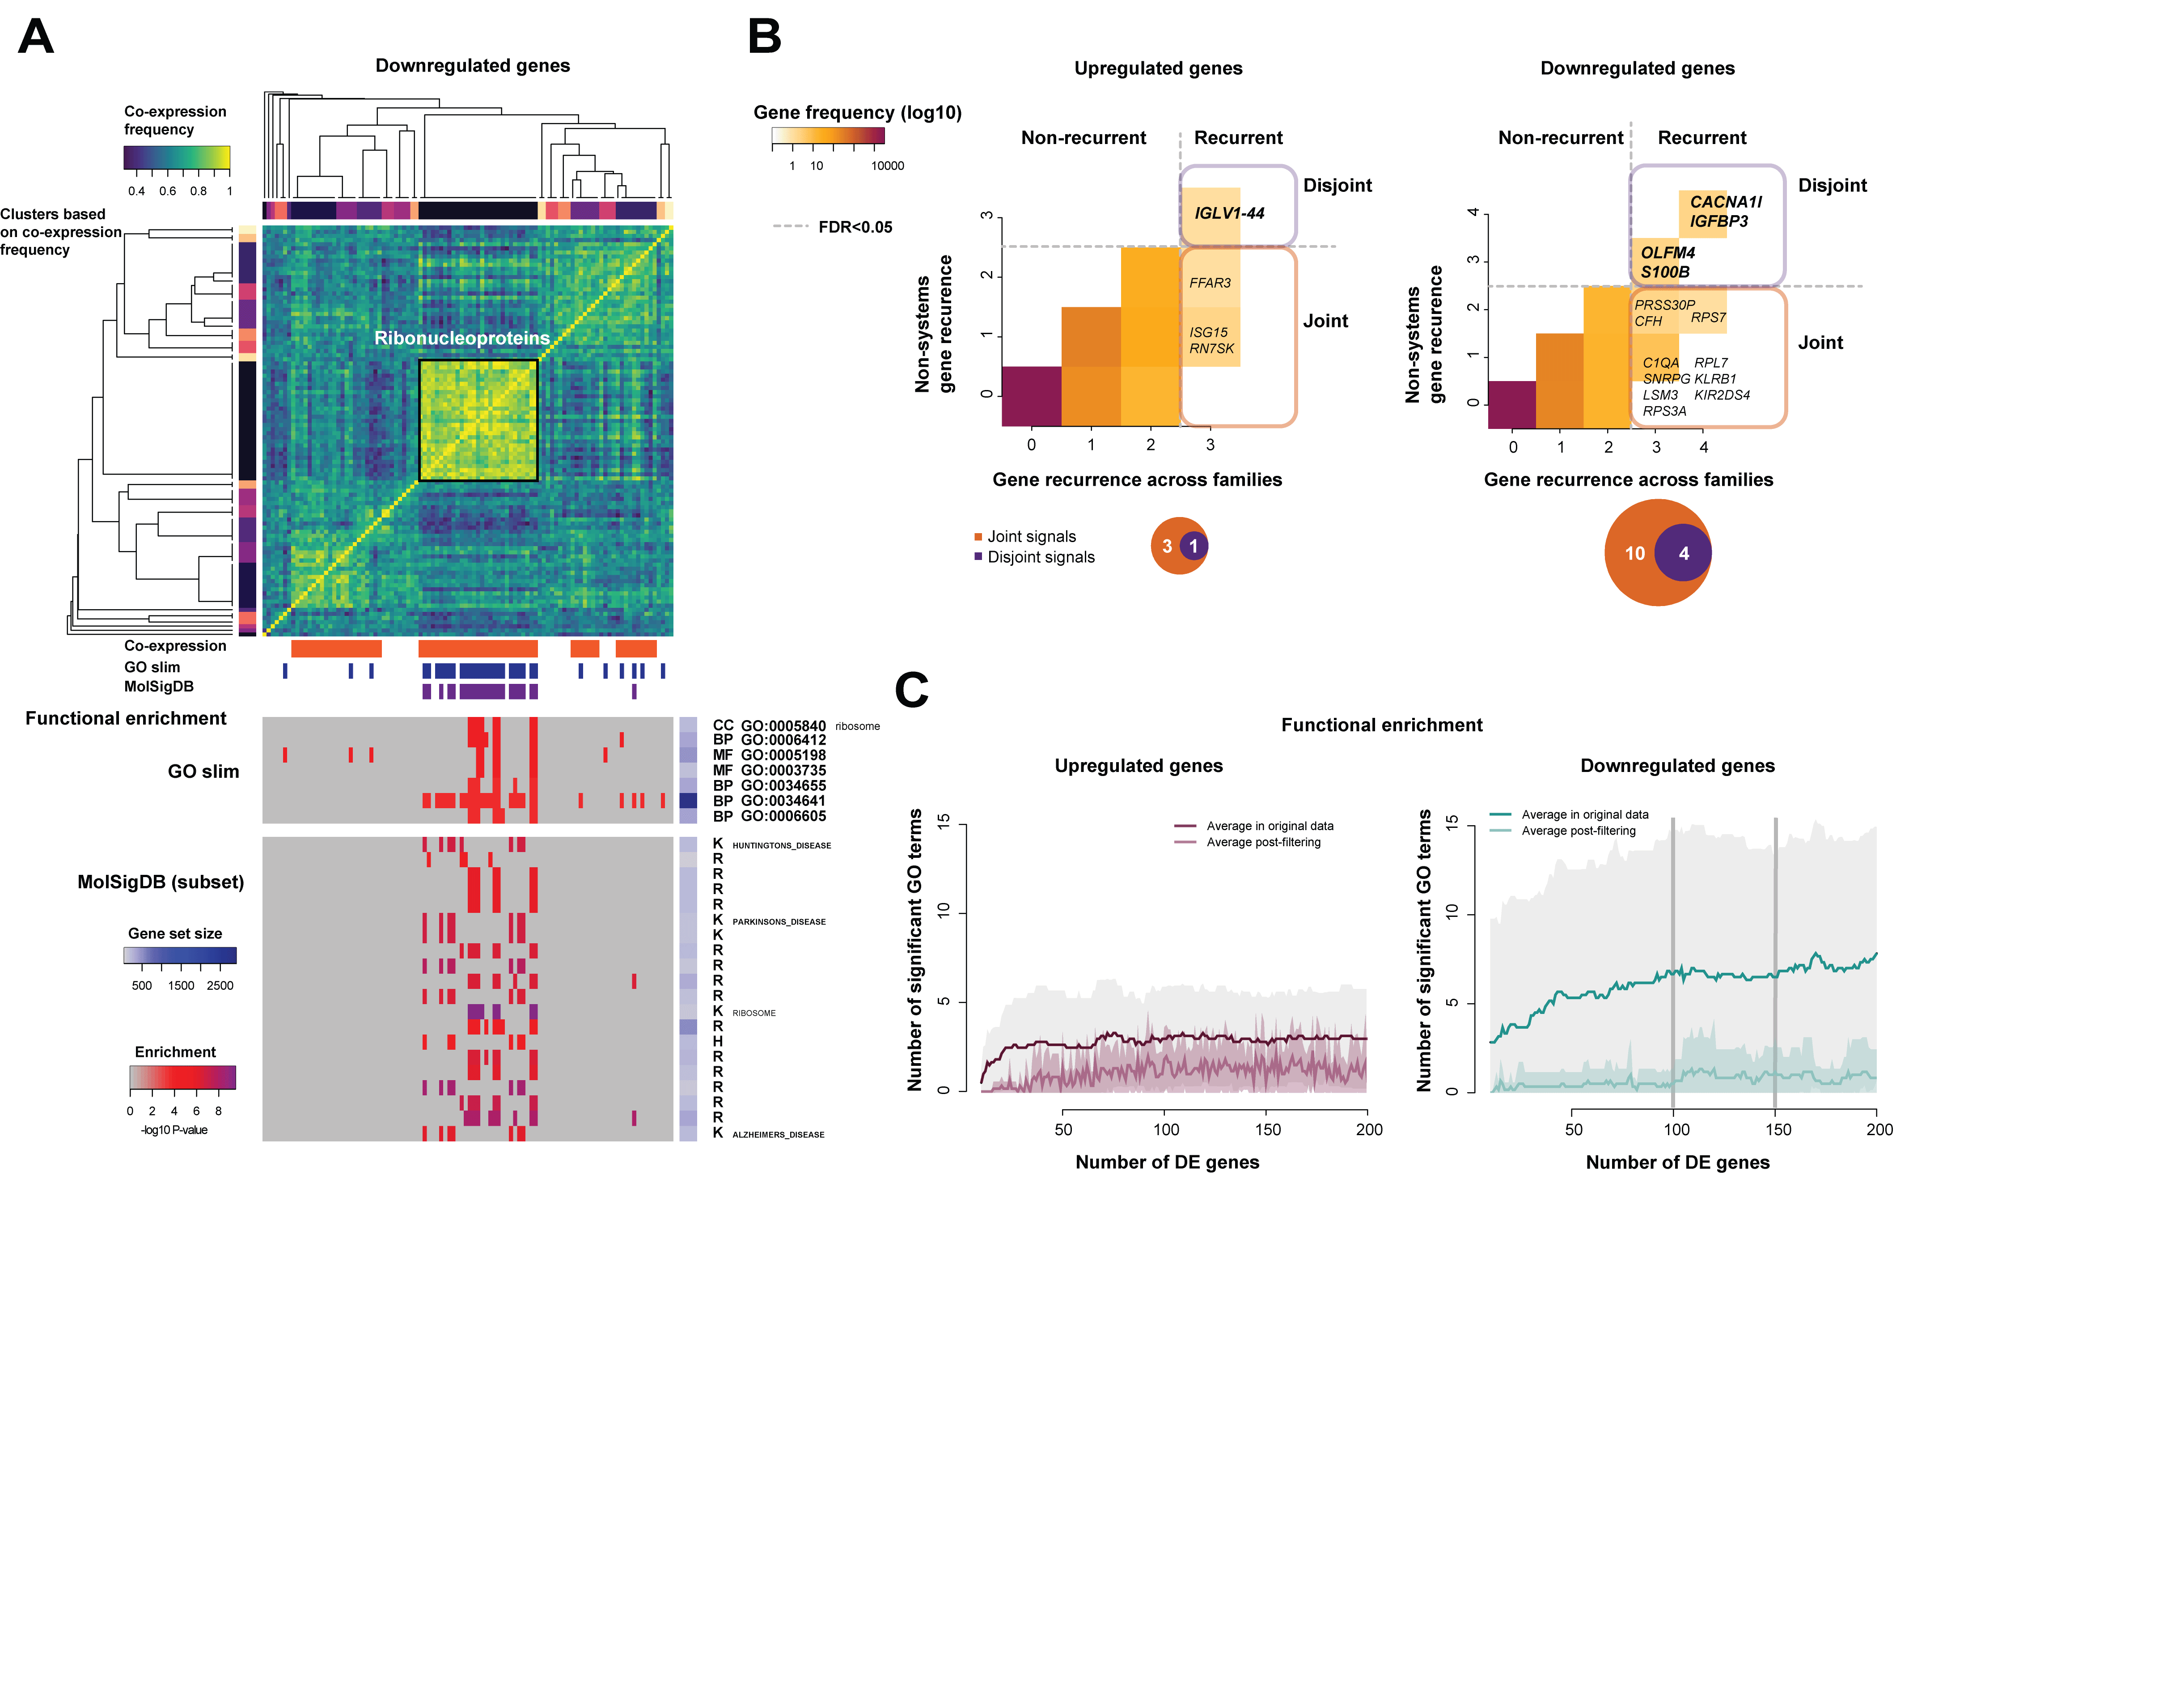 A
Downregulated genes
Co-expression
frequency
0.4 0.6 0.8 1
Clusters based
on co-expression
frequency
Ribonucleoproteins
Co-expression
GO slim
MolSigDB
Functional enrichment
GO slim
CC GO:0005840 ribosome
BP GO:0006412
MF GO:0005198
MF GO:0003735
BP GO:0034655
BP GO:0034641
BP GO:0006605
MolSigDB (subset)
K HUNTINGTONS_DISEASE
R
R
R
R
K PARKINSONS_DISEASE
K
R
R
R
R
K RIBOSOME
R
H
R
R
R
R
R
K ALZHEIMERS_DISEASE
Gene set size
500 1500 2500
Enrichment
0 2 4 6 8
-log10 P-value
B
Upregulated genes
Gene frequency (log10)
1 10 10000
FDR<0.05
Non-recurrent Recurrent
Disjoint
Joint
IGLV1-44
FFAR3
ISG15
RN7SK
Non-systems
gene recurence
0 1 2 3
0 1 2 3
Gene recurrence across families
Joint signals
Disjoint signals
3 1
Downregulated genes
Non-recurrent Recurrent
Disjoint
Joint
CACNA1I
IGFBP3
OLFM4
S100B
PRSS30P
CFH RPS7
C1QA RPL7
SNRPG KLRB1
LSM3 KIR2DS4
RPS3A
Non-systems
gene recurence
0 1 2 3 4
0 1 2 3 4
Gene recurrence across families
10 4
C
Functional enrichment
Upregulated genes
Average in original data
Average post-filtering
Number of significant GO terms
0 5 10 15
50 100 150 200
Number of DE genes
Downregulated genes
Average in original data
Average post-filtering
Number of significant GO terms
0 5 10 15
50 100 150 200
Number of DE genes